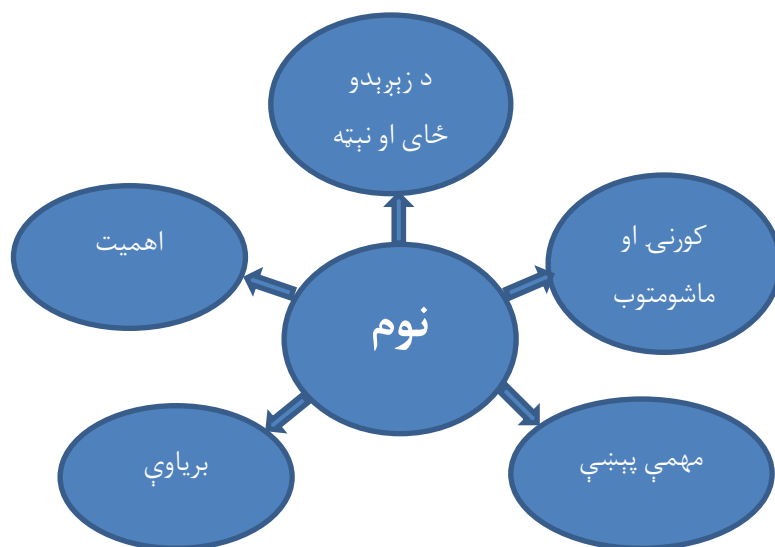 د زېږېدو
ځای او نېټه
کورنۍ او
ماشومتوب
اهمیت
نوم
مهمې پېښې
بریاوې